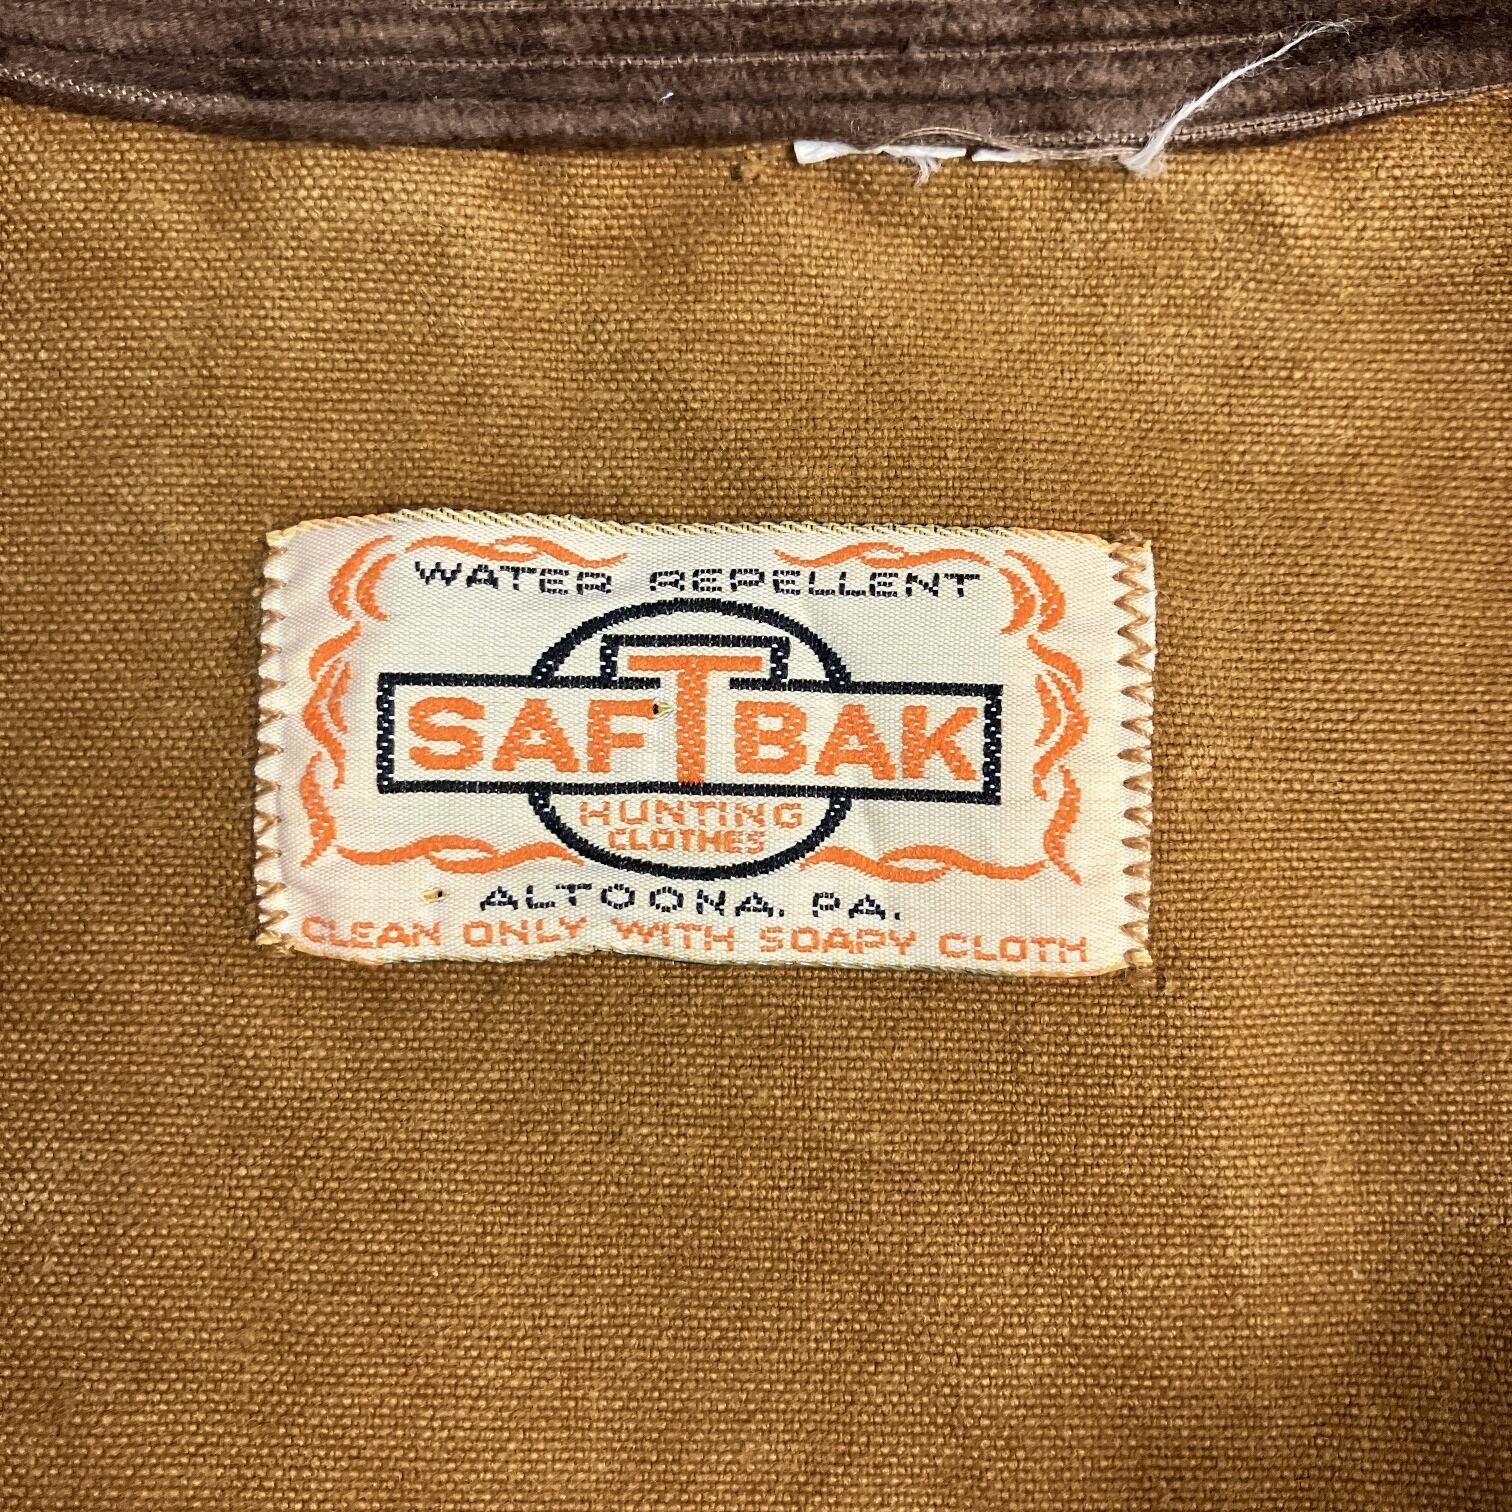 WATER REPELLENT
SAFTBAK
HUNTING
CLOTHES
ALTOONA, PA.
CLEAN ONLY WITH SOAPY CLOTH